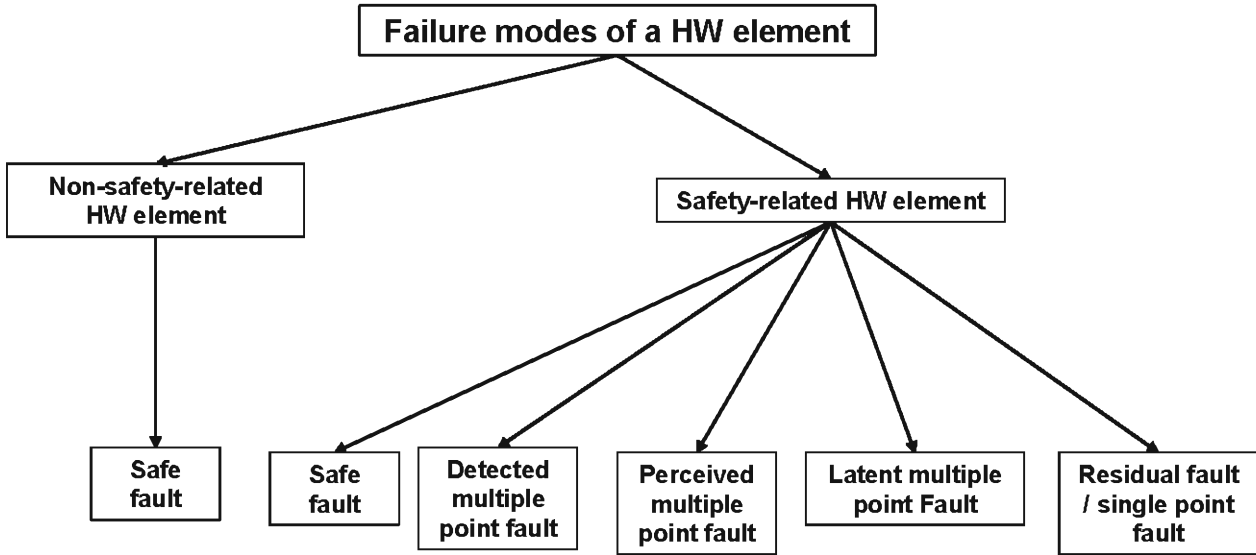 Failure modes of a HW element
Non-safety-related
HW element
Safety-related HW element
Safe
fault
Safe
fault
Detected
multiple
point fault
Perceived
multiple
point fault
Latent multiple
point Fault
Residual fault
/ single point
fault